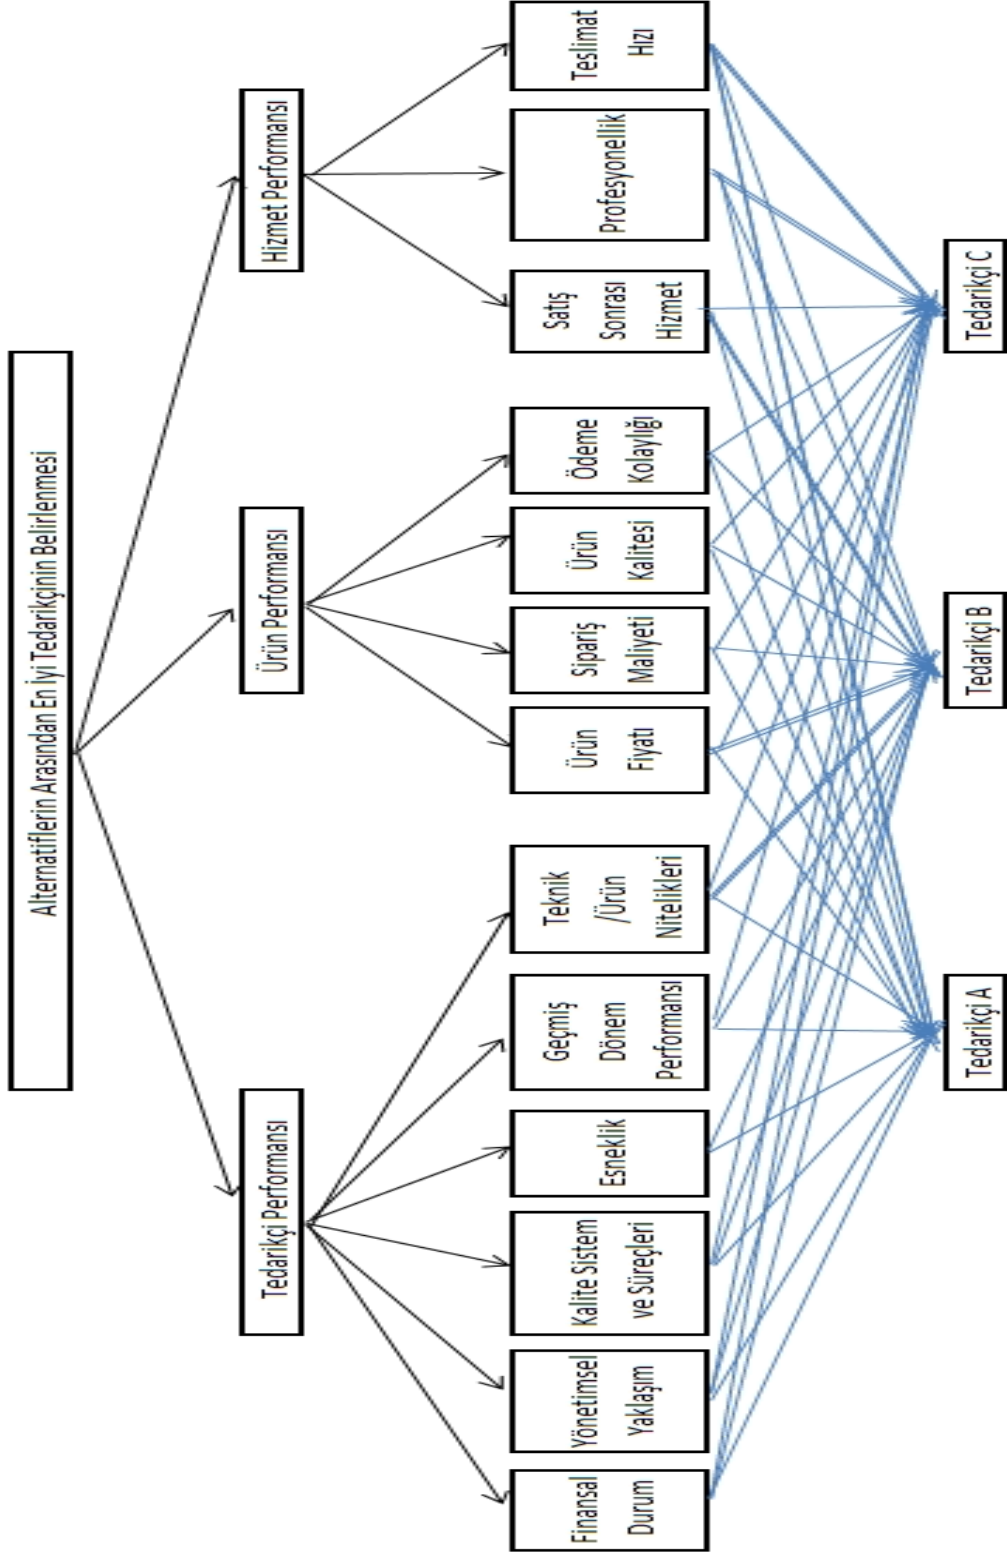 Alternatiflerin Arasından En İyi Tedarikçinin Belirlenmesi
Tedarikçi Performansı
Ürün Performansı
Hizmet Performansı
Finansal
Durum
Yönetimsel
Yaklaşım
Kalite Sistem
ve Süreçleri
Esneklik
Geçmiş
Dönem
Performansı
Teknik
/Ürün
Nitelikleri
Ürün
Fiyatı
Sipariş
Maliyeti
Ürün
Kalitesi
Ödeme
Kolaylığı
Satış
Sonrası
Hizmet
Profesyonellik
Teslimat
Hızı
Tedarikçi A
Tedarikçi B
Tedarikçi C